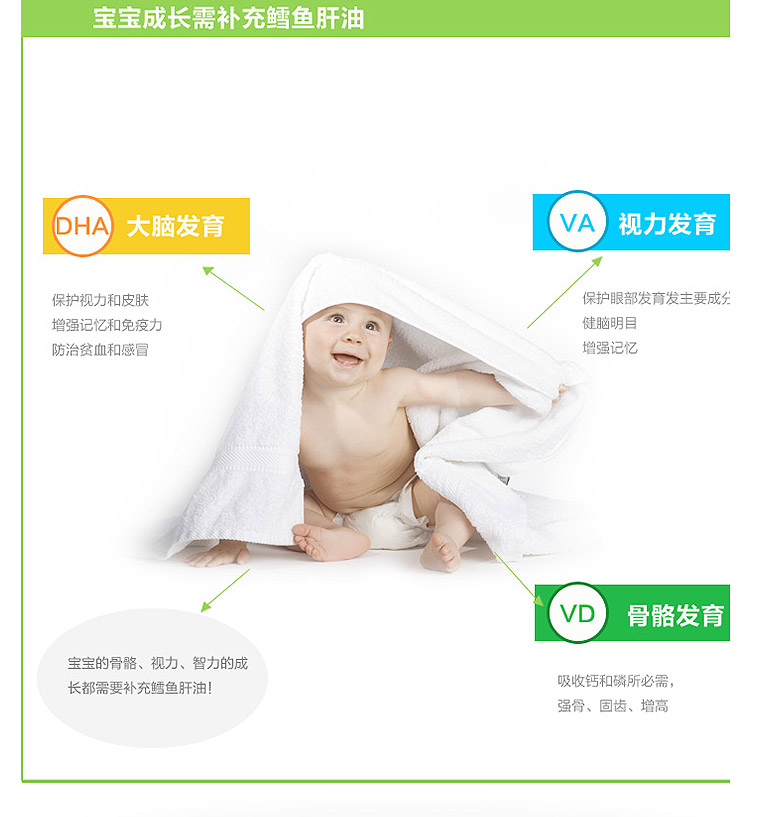 宝宝成长需补充鳕鱼肝油
DHA 大脑发育
保护视力和皮肤
增强记忆和免疫力
防治贫血和感冒
VA 视力发育
保护眼部发育发主要成分
健脑明目
增强记忆
VD 骨骼发育
吸收钙和磷所必需，
强骨、固齿、增高
宝宝的骨骼、视力、智力的成
长都需要补充鳕鱼肝油！